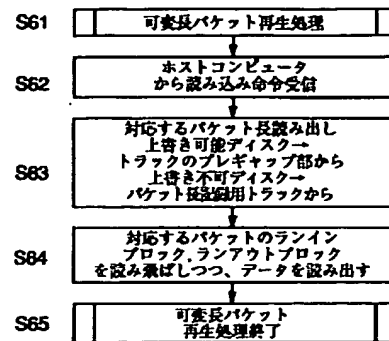 S61
可変長パケット再生処理
S62
ホストコンピュータ
から読み込み命令受信
S63
対応するパケット長読み出し
上書き可能ディスク→
トラックのプレギャップ部から
上書き不可ディスク→
パケット長記録用トラックから
S64
対応するパケットのランイン
ブロック,ランアウトブロック
を読み飛ばしつつ、データを読み出す
S65
可変長パケット
再生処理終了